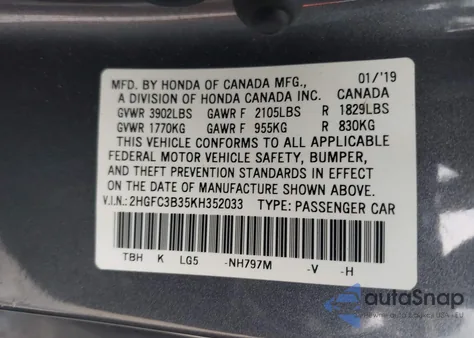 MFD. BY HONDA OF CANADA MFG., 01/'19
A DIVISION OF HONDA CANADA INC. CANADA
GVWR 3902LBS GAWR F 2105LBS R 1829LBS
GVWR 1770KG GAWR F 955KG R 830KG
THIS VEHICLE CONFORMS TO ALL APPLICABLE
FEDERAL MOTOR VEHICLE SAFETY, BUMPER,
AND THEFT PREVENTION STANDARDS IN EFFECT
ON THE DATE OF MANUFACTURE SHOWN ABOVE.
V.I.N.: 2HGFC3B35KH352033 TYPE: PASSENGER CAR
TBH K LG5 -NH797M -V -H
autoSnap